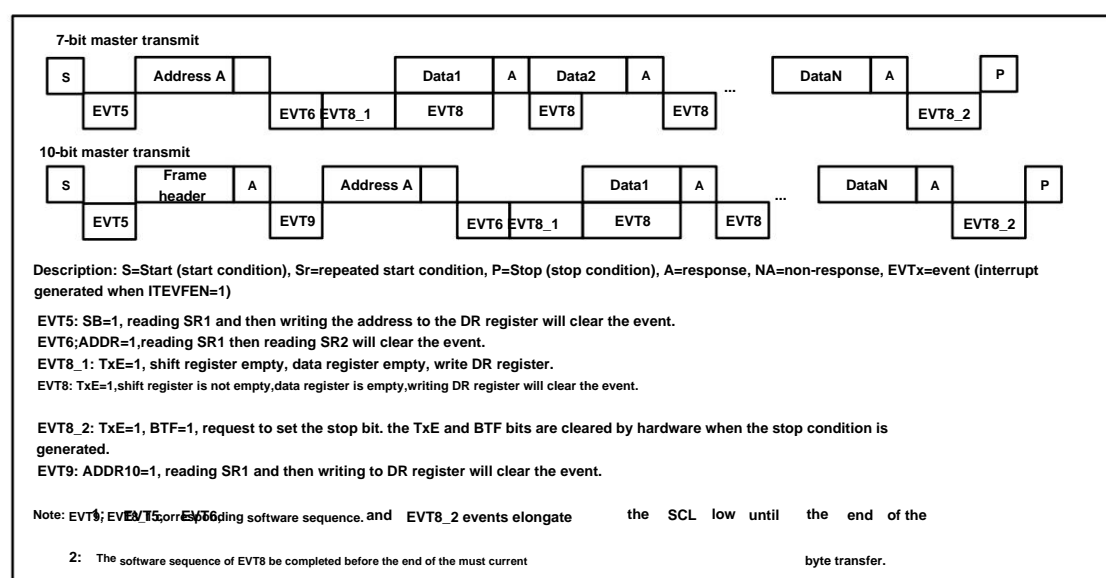 7-bit master transmit
S Address A Data1 A Data2 A ... DataN A P
EVT5 EVT6 EVT8_1 EVT8 EVT8 EVT8 EVT8_2
10-bit master transmit
S Frame header A Address A Data1 A ... DataN A P
EVT5 EVT9 EVT6 EVT8_1 EVT8 EVT8 EVT8_2
Description: S=Start (start condition), Sr=repeated start condition, P=Stop (stop condition), A=response, NA=non-response, EVTx=event (interrupt
generated when ITEVFEN=1)
EVT5: SB=1, reading SR1 and then writing the address to the DR register will clear the event.
EVT6;ADDR=1,reading SR1 then reading SR2 will clear the event.
EVT8_1: TxE=1, shift register empty, data register empty, write DR register.
EVT8: TxE=1,shift register is not empty,data register is empty,writing DR register will clear the event.
EVT8_2: TxE=1, BTF=1, request to set the stop bit. the TxE and BTF bits are cleared by hardware when the stop condition is
generated.
EVT9: ADDR10=1, reading SR1 and then writing to DR register will clear the event.
Note: 1: EVT5, EVT6, EVT9, EVT8_1 corresponding software sequence. and EVT8_2 events elongate the SCL low until the end of the
2: The software sequence of EVT8 be completed before the end of the must current byte transfer.